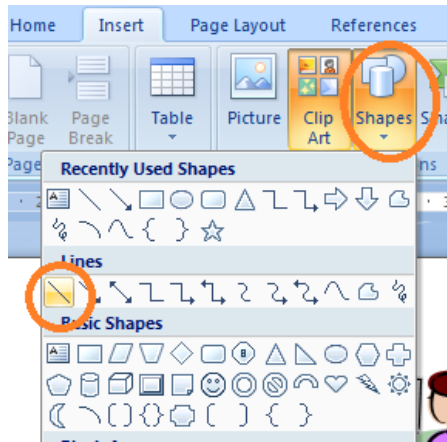 Home Insert Page Layout References
Blank Page Table Picture Clip Shapes
Page Break Art
Recently Used Shapes
Lines
Basic Shapes